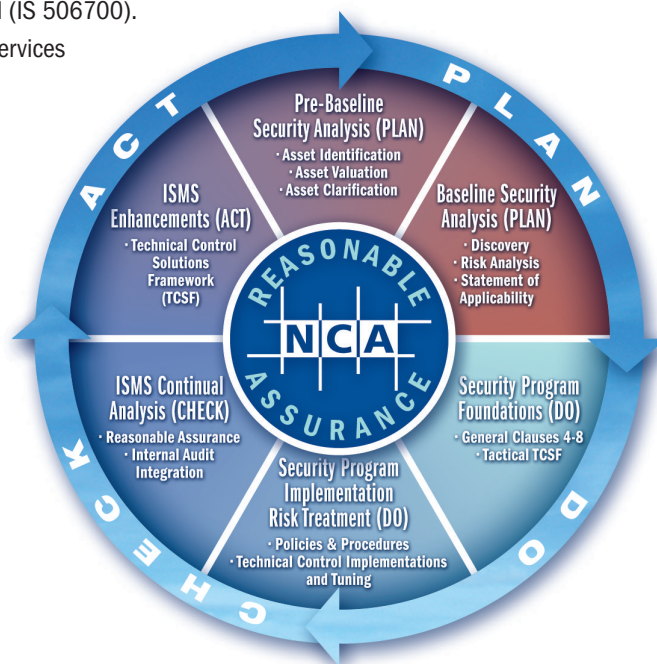 l (IS 506700).
ervices
PLAN
Pre-Baseline
Security Analysis (PLAN)
· Asset Identification
· Asset Valuation
· Asset Clarification
Baseline Security
Analysis (PLAN)
· Discovery
· Risk Analysis
· Statement of
Applicability
DO
Security Program
Foundations (DO)
· General Clauses 4-8
· Tactical TCSF
Security Program
Implementation
Risk Treatment (DO)
· Policies & Procedures
· Technical Control Implementations
and Tuning
CHECK
ISMS Continual
Analysis (CHECK)
· Reasonable Assurance
· Internal Audit
Integration
ACT
ISMS
Enhancements (ACT)
· Technical Control
Solutions
Framework
(TCSF)
REASONABLE
NCA
ASSURANCE